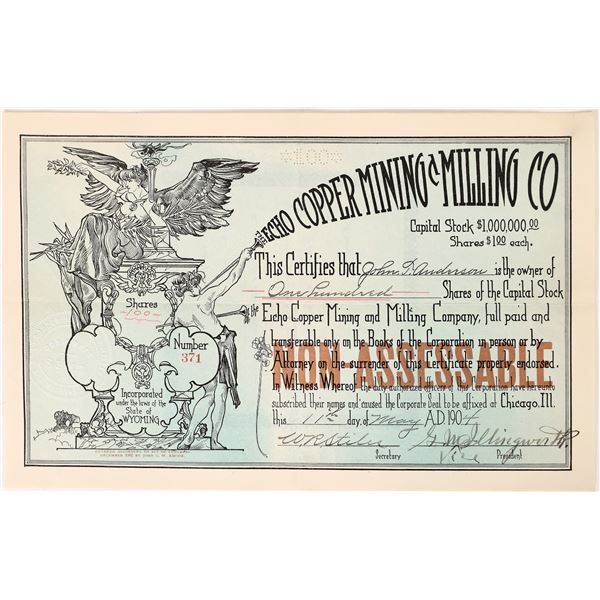 *100*
ECHO COPPER MINING & MILLING CO
Capital Stock $1,000,000.00
Shares $1.00 each.
This Certifies that John D. Anderson is the owner of
One hundred Shares of the Capital Stock
of the Echo Copper Mining and Milling Company, full paid and
transferable only on the Books of the Corporation in person or by
Attorney on the surrender of this certificate properly endorsed.
NON-ASSESSABLE
In Witness Whereof the duly authorized officers of this Corporation have hereunto
subscribed their names and caused the Corporate Seal to be affixed at Chicago. Ill.
this 11th day of May A.D. 1904
W R Stiles
Secretary
Vice President
Shares
100
Number
371
Incorporated
under the laws of the
State of
WYOMING